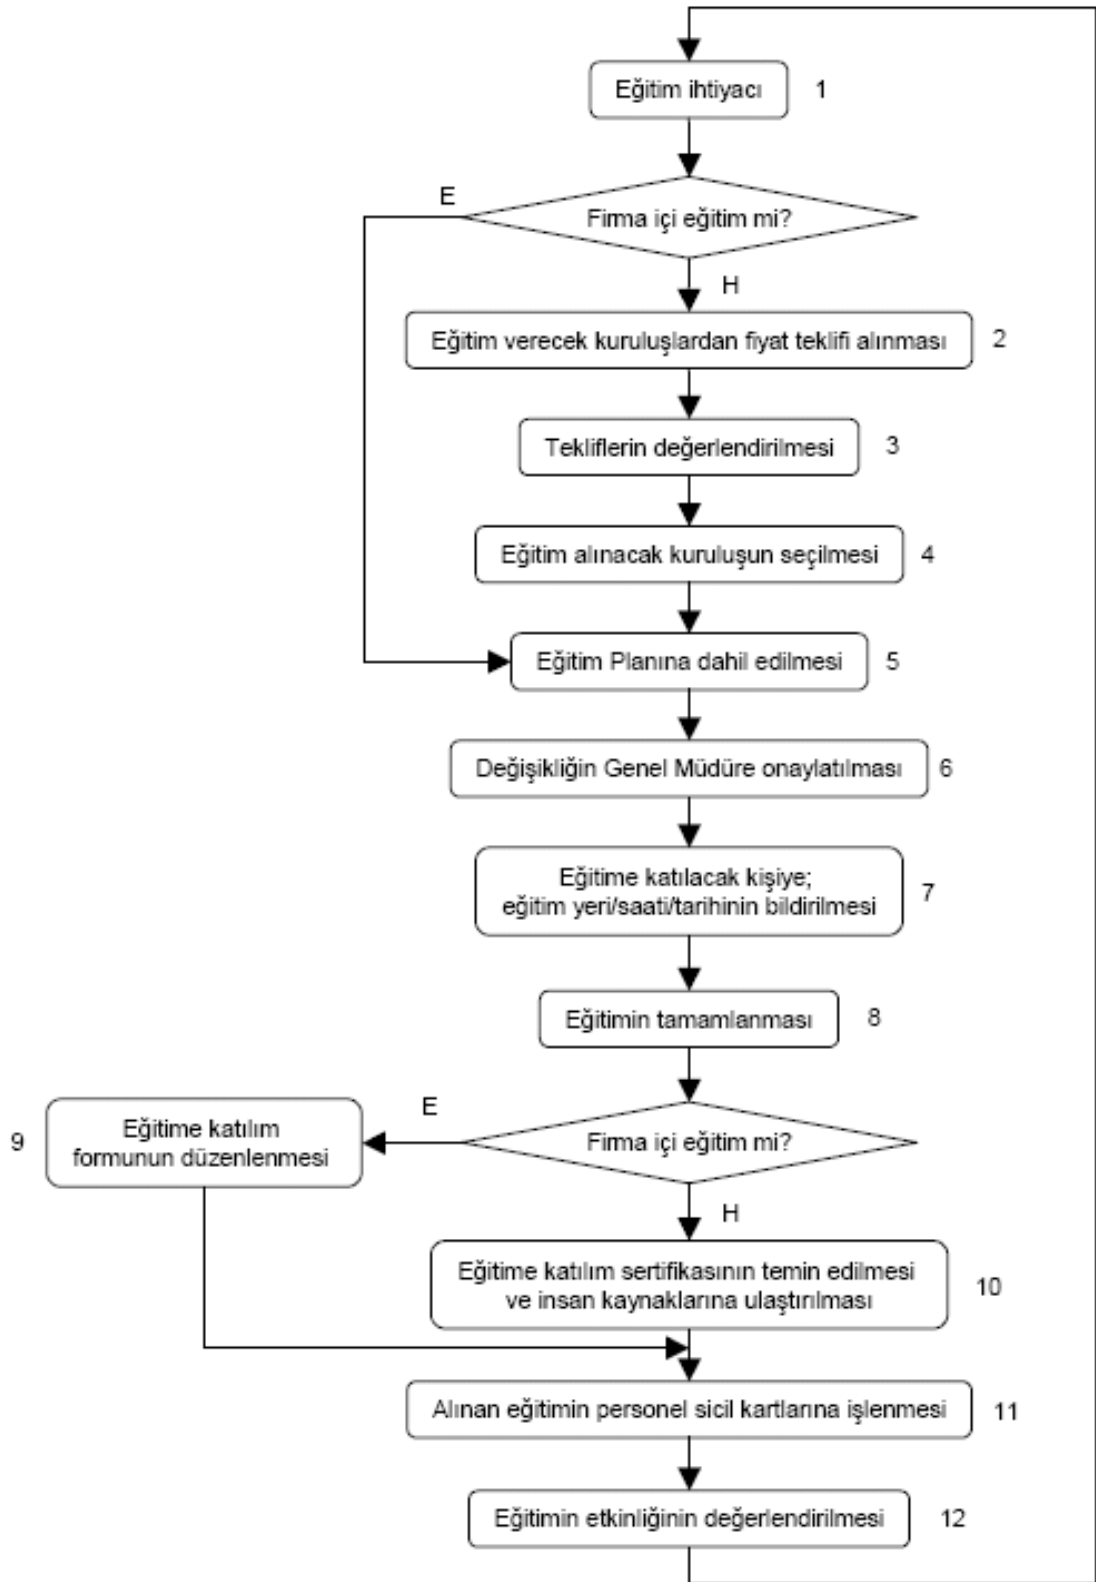 Eğitim ihtiyacı 1
E
Firma içi eğitim mi?
H
Eğitim verecek kuruluşlardan fiyat teklifi alınması 2
Tekliflerin değerlendirilmesi 3
Eğitim alınacak kuruluşun seçilmesi 4
Eğitim Planına dahil edilmesi 5
Değişikliğin Genel Müdüre onaylatılması 6
Eğitime katılacak kişiye;
eğitim yeri/saati/tarihinin bildirilmesi 7
Eğitimin tamamlanması 8
E
Firma içi eğitim mi?
9 Eğitime katılım
formunun düzenlenmesi
H
Eğitime katılım sertifikasının temin edilmesi
ve insan kaynaklarına ulaştırılması 10
Alınan eğitimin personel sicil kartlarına işlenmesi 11
Eğitimin etkinliğinin değerlendirilmesi 12